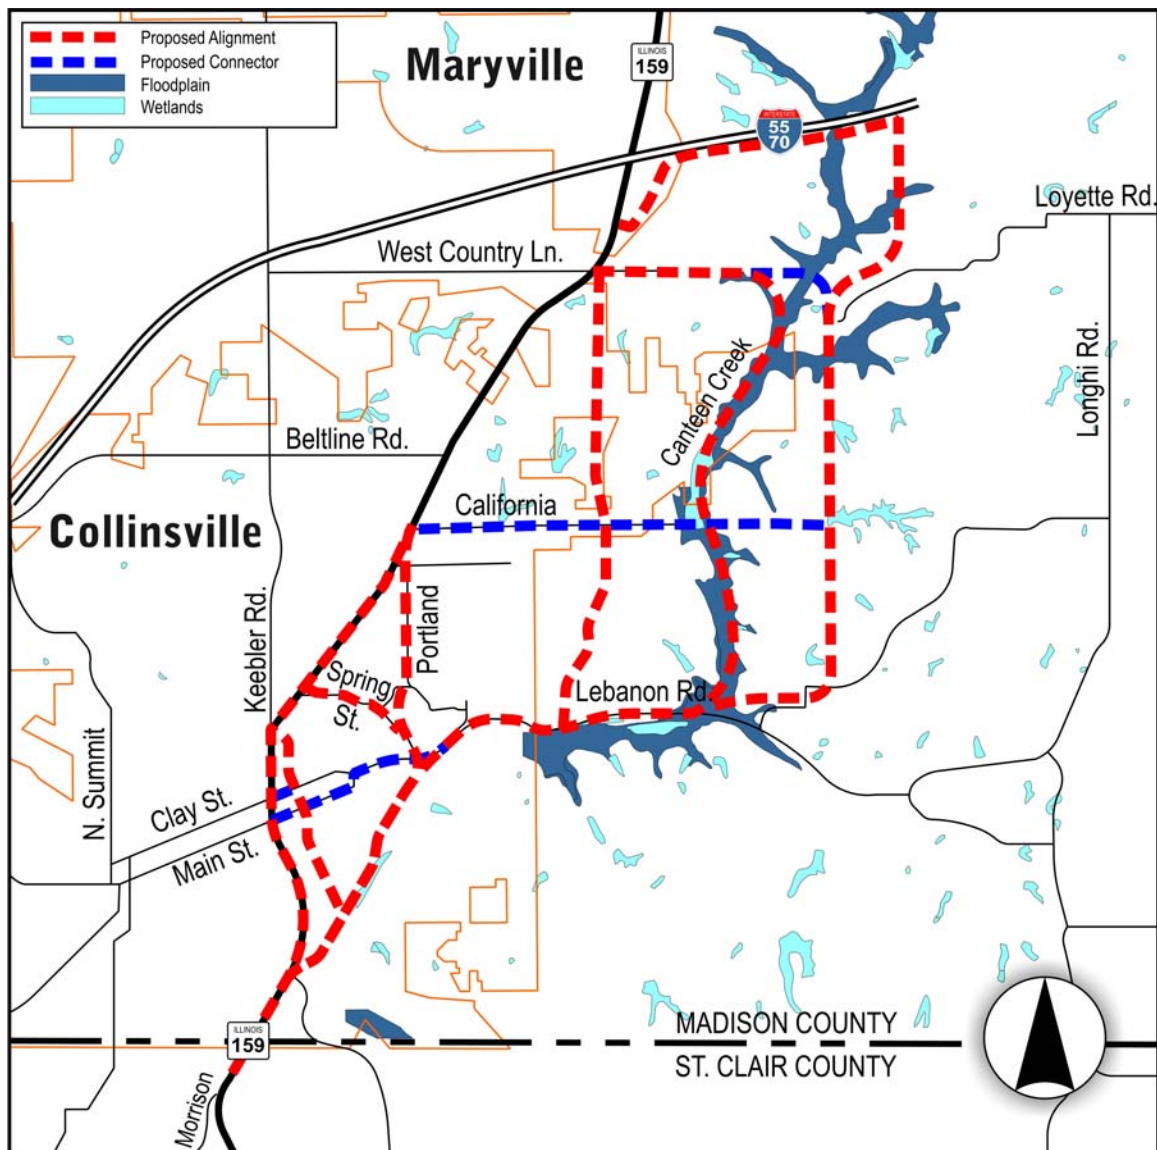 Proposed Alignment
Proposed Connector
Floodplain
Wetlands
Maryville
ILLINOIS
159
INTERSTATE
55
70
Loyette Rd.
West Country Ln.
Longhi Rd.
Canteen Creek
Beltline Rd.
California
Collinsville
Keebler Rd.
Portland
Spring
St.
Lebanon Rd.
N. Summit
Clay St.
Main St.
MADISON COUNTY
ILLINOIS
159
ST. CLAIR COUNTY
Morrison